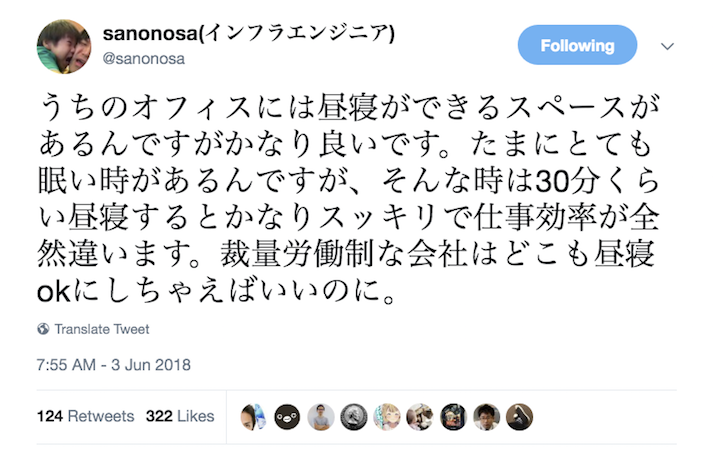 sanonosa(インフラエンジニア)
@sanonosa
Following
うちのオフィスには昼寝ができるスペースが
あるんですがかなり良いです。たまにとても
眠い時があるんですが、そんな時は30分くら
い昼寝するとかなりスッキリで仕事効率が全
然違います。裁量労働制な会社はどこも昼寝
okにしちゃえばいいのに。
Translate Tweet
7:55 AM - 3 Jun 2018
124 Retweets 322 Likes